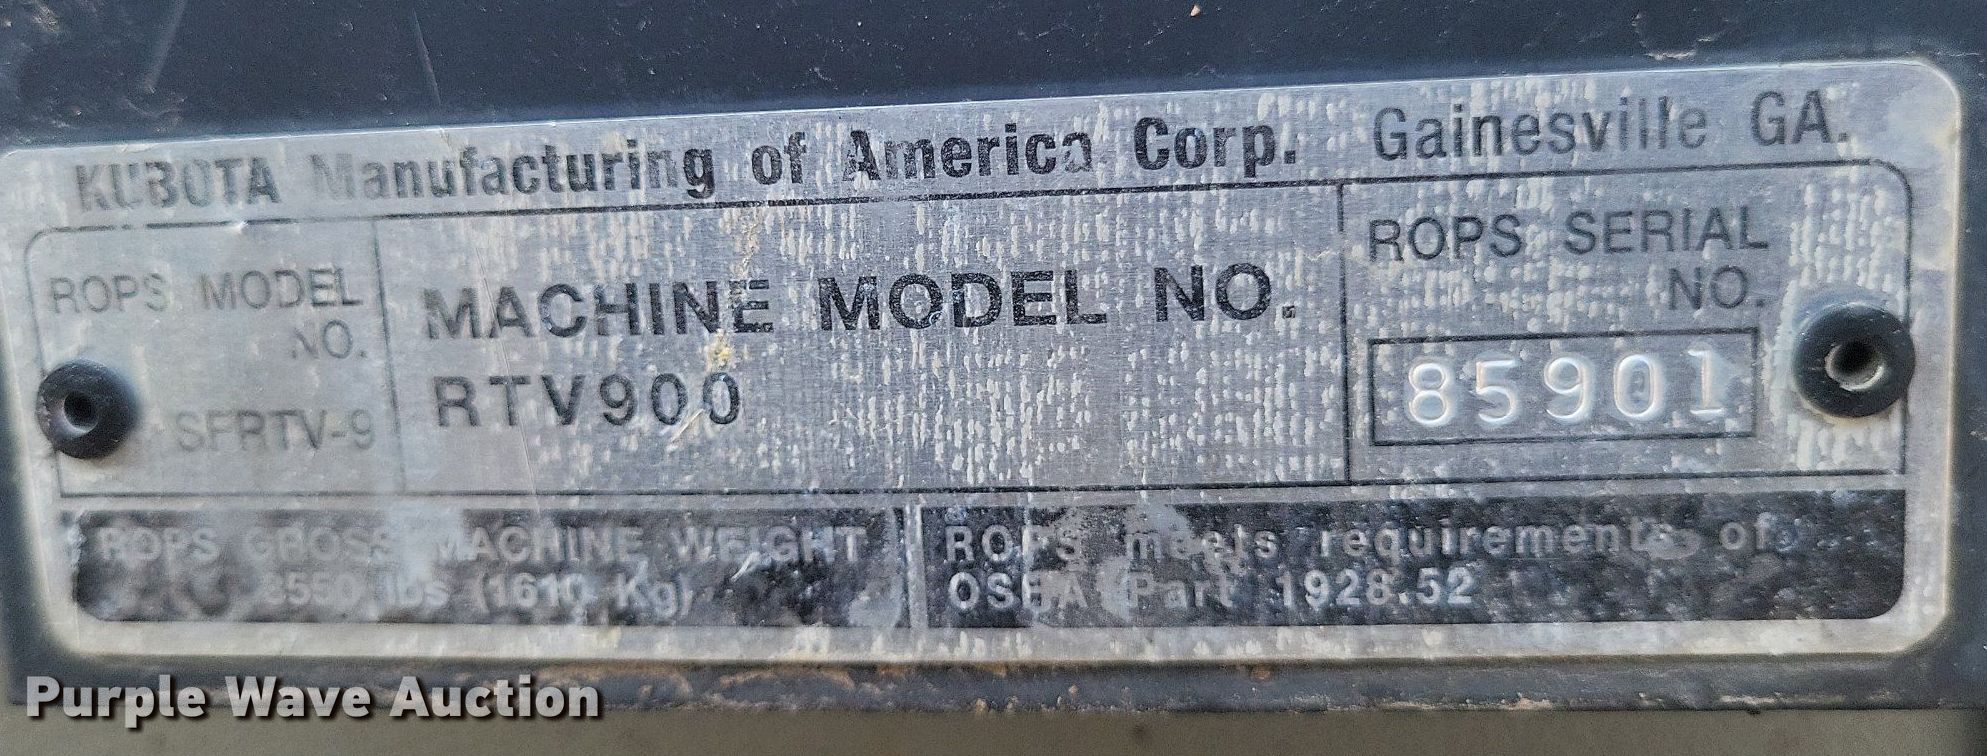 KUBOTA Manufacturing of America Corp. Gainesville GA.
ROPS MODEL
NO.
SFRTV-9
MACHINE MODEL NO.
RTV900
ROPS SERIAL
NO.
85901
ROPS GROSS MACHINE WEIGHT
3550 lbs (1610 Kg)
ROPS meets requirements of
OSHA Part 1928.52
Purple Wave Auction